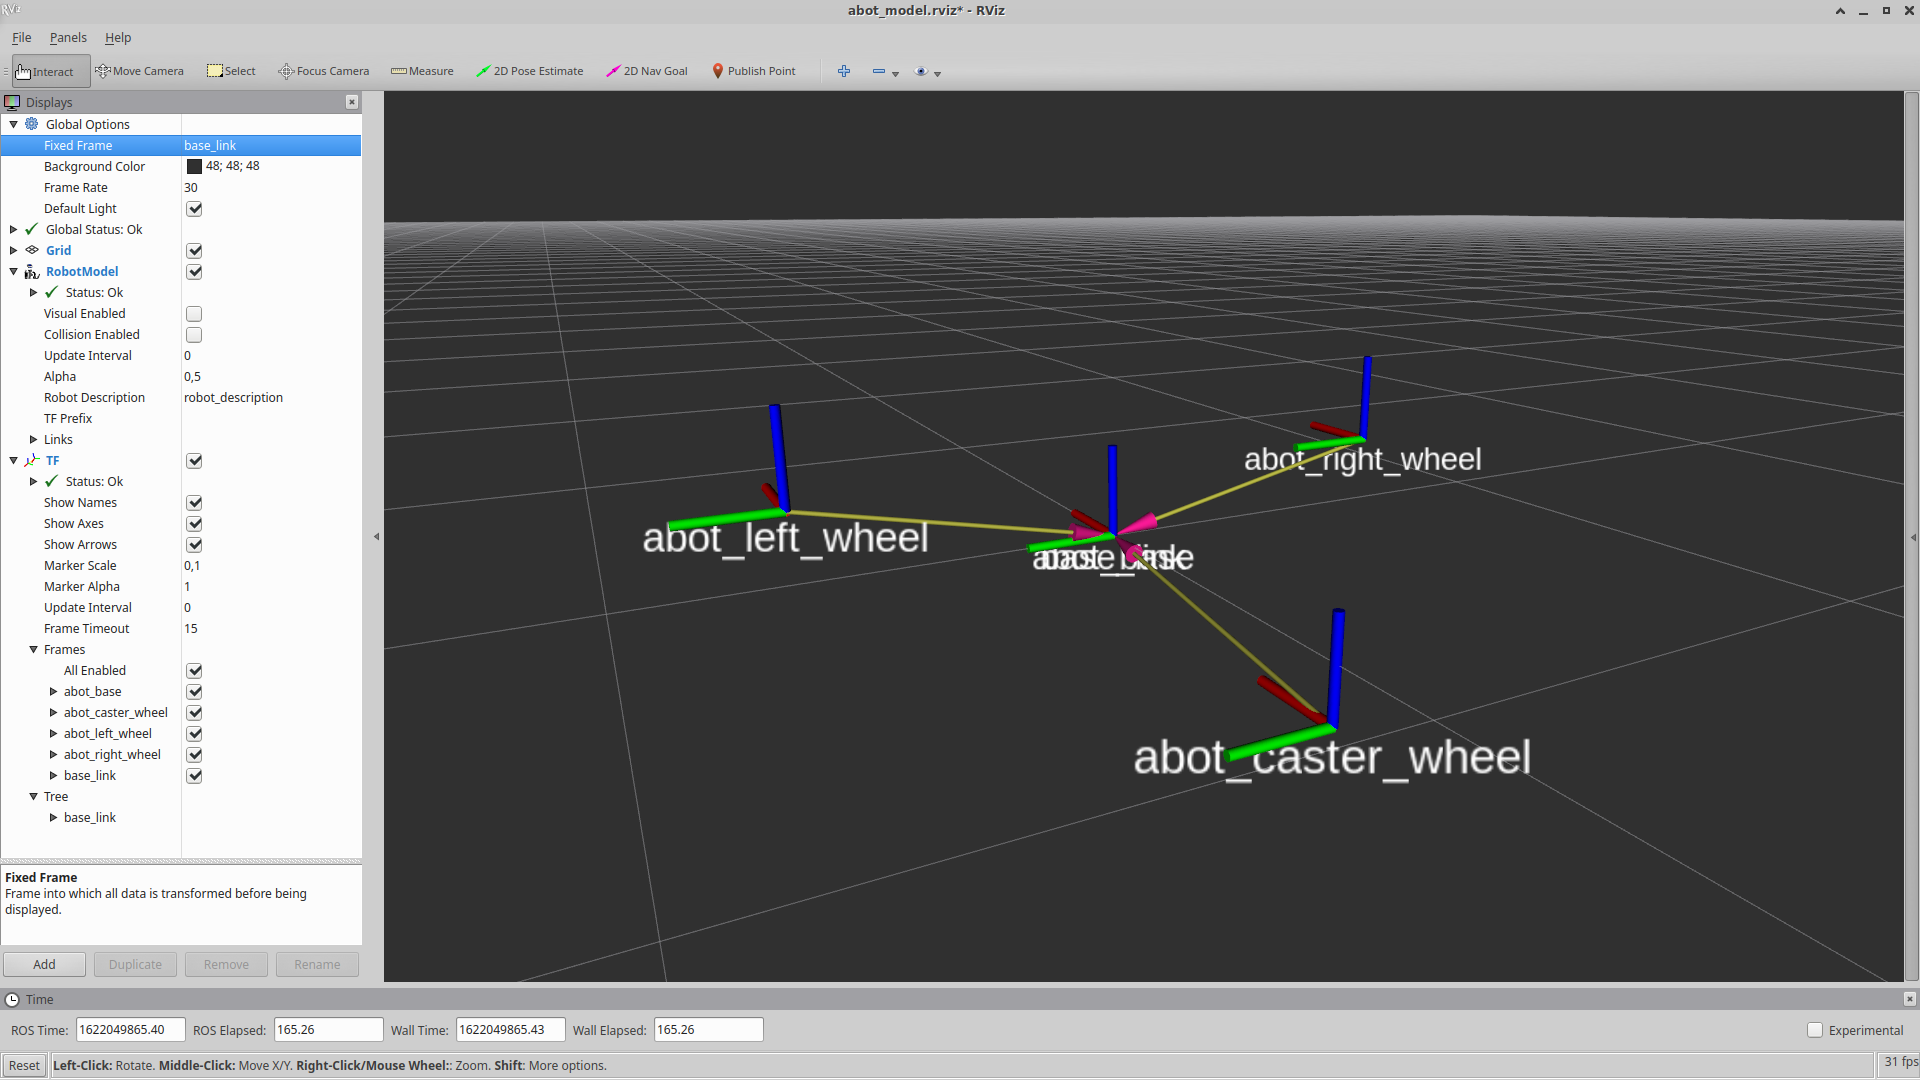 RViz
abot_model.rviz* - RViz
File Panels Help
Interact Move Camera Select Focus Camera Measure 2D Pose Estimate 2D Nav Goal Publish Point
Displays
Global Options
Fixed Frame base_link
Background Color 48; 48; 48
Frame Rate 30
Default Light
Global Status: Ok
Grid
RobotModel
Status: Ok
Visual Enabled
Collision Enabled
Update Interval 0
Alpha 0,5
Robot Description robot_description
TF Prefix
Links
TF
Status: Ok
Show Names
Show Axes
Show Arrows
Marker Scale 0,1
Marker Alpha 1
Update Interval 0
Frame Timeout 15
Frames
All Enabled
abot_base
abot_caster_wheel
abot_left_wheel
abot_right_wheel
base_link
Tree
base_link
Fixed Frame
Frame into which all data is transformed before being
displayed.
Add Duplicate Remove Rename
abot_right_wheel
abot_left_wheel
abot_caster_wheel
Time
ROS Time: 1622049865.40 ROS Elapsed: 165.26 Wall Time: 1622049865.43 Wall Elapsed: 165.26 Experimental
Reset Left-Click: Rotate. Middle-Click: Move X/Y. Right-Click/Mouse Wheel:: Zoom. Shift: More options. 31 fps